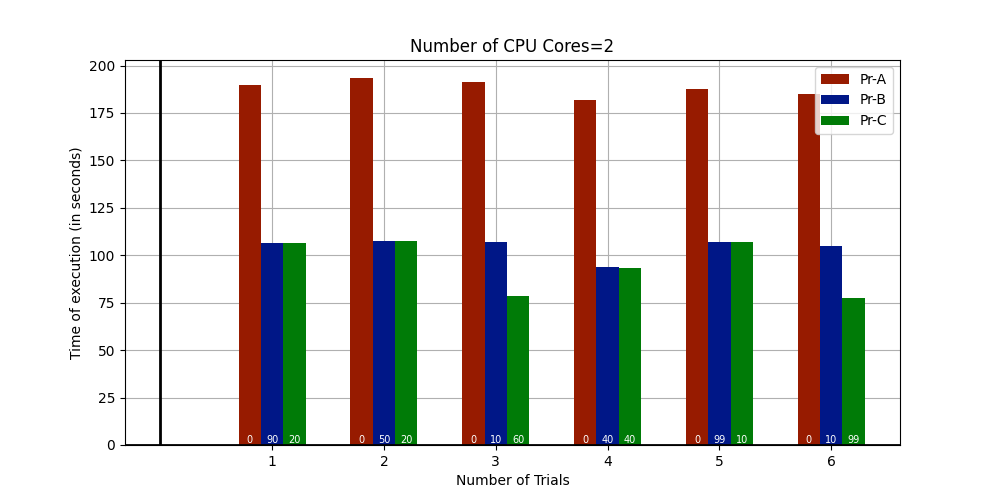 Number of CPU Cores=2
Time of execution (in seconds)
200
175
150
125
100
75
50
25
0
Pr-A
Pr-B
Pr-C
0 90 20 0 50 20 0 10 60 0 40 40 0 99 10 0 10 99
1 2 3 4 5 6
Number of Trials